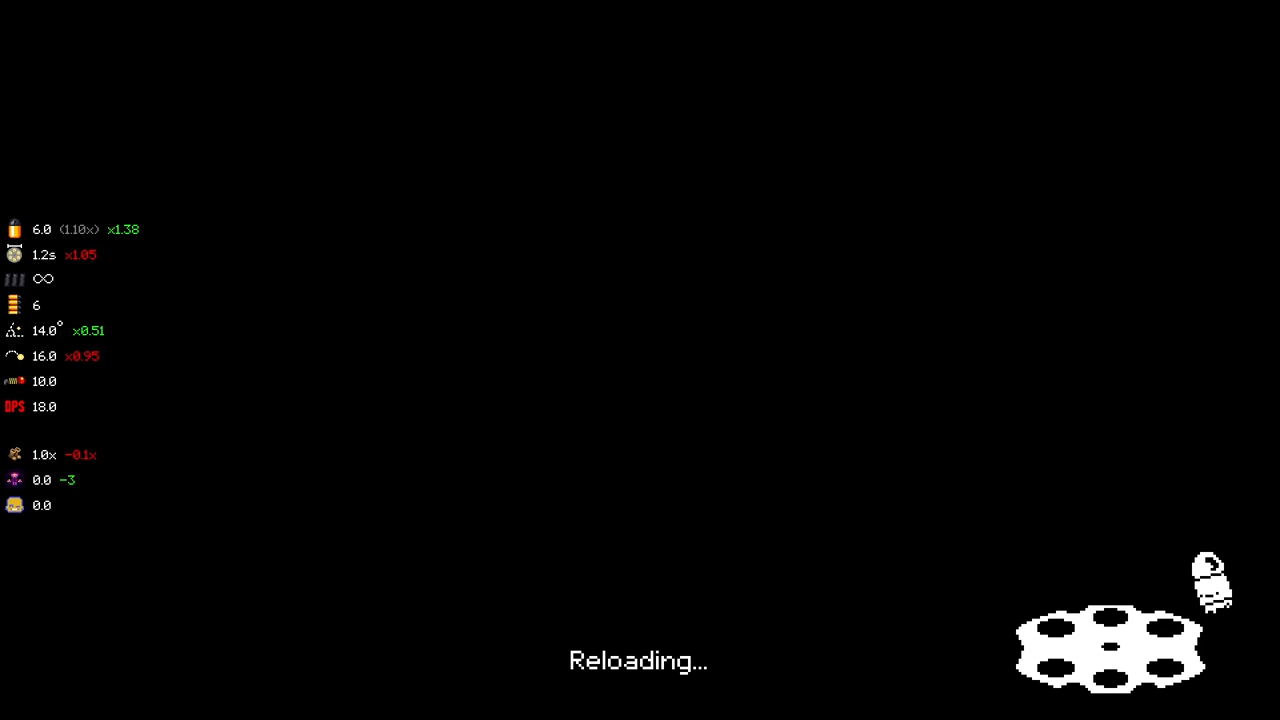 6.0 (1.10x) x1.38
1.2s x1.05
∞
6
14.0° x0.51
16.0 x0.95
10.0
DPS 18.0
1.0x -0.1x
0.0 -3
0.0
Reloading...